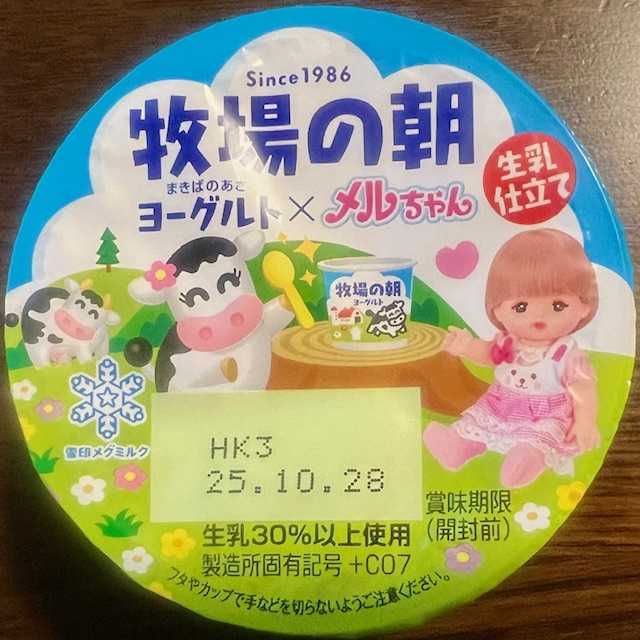 Since1986
牧場の朝
まきばのあさ
ヨーグルト×メルちゃん
生乳
仕立て
牧場の朝
ヨーグルト
雪印メグミルク
HK3
25.10.28
賞味期限
(開封前)
生乳30%以上使用
製造所固有記号 +C07
フタやカップで手などを切らないようご注意ください。